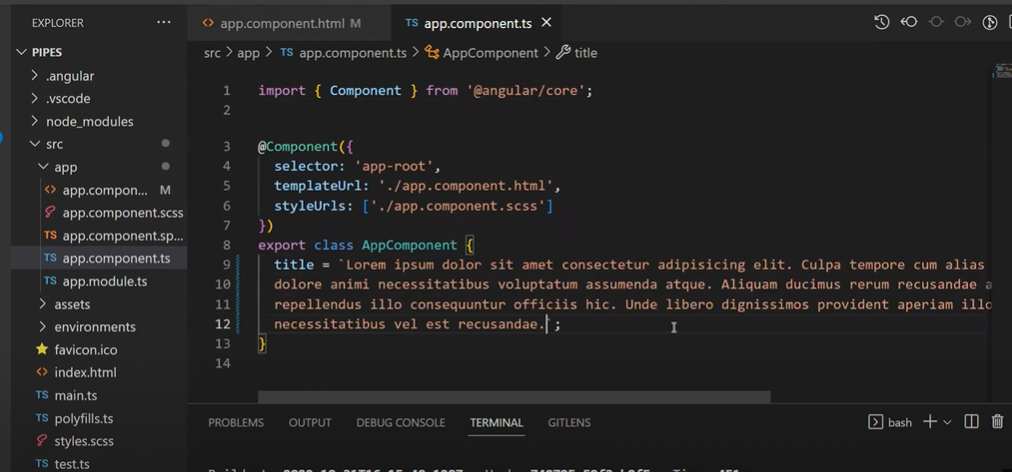 EXPLORER
PIPES
.angular
.vscode
node_modules
src
app
app.compon... M
app.component.scss
app.component.sp...
app.component.ts
app.module.ts
assets
environments
favicon.ico
index.html
TS main.ts
TS polyfills.ts
styles.scss
TS test.ts
app.component.html M
TS app.component.ts
src > app > TS app.component.ts > AppComponent > title
1 import { Component } from '@angular/core';
2
3 @Component({
4 selector: 'app-root',
5 templateUrl: './app.component.html',
6 styleUrls: ['./app.component.scss']
7 })
8 export class AppComponent {
9 title = `Lorem ipsum dolor sit amet consectetur adipisicing elit. Culpa tempore cum alias
10 dolore animi necessitatibus voluptatum assumenda atque. Aliquam ducimus rerum recusandae a
11 repellendus illo consequuntur officiis hic. Unde libero dignissimos provident aperiam illo
12 necessitatibus vel est recusandae.`;
13 }
14
PROBLEMS OUTPUT DEBUG CONSOLE TERMINAL GITLENS
bash